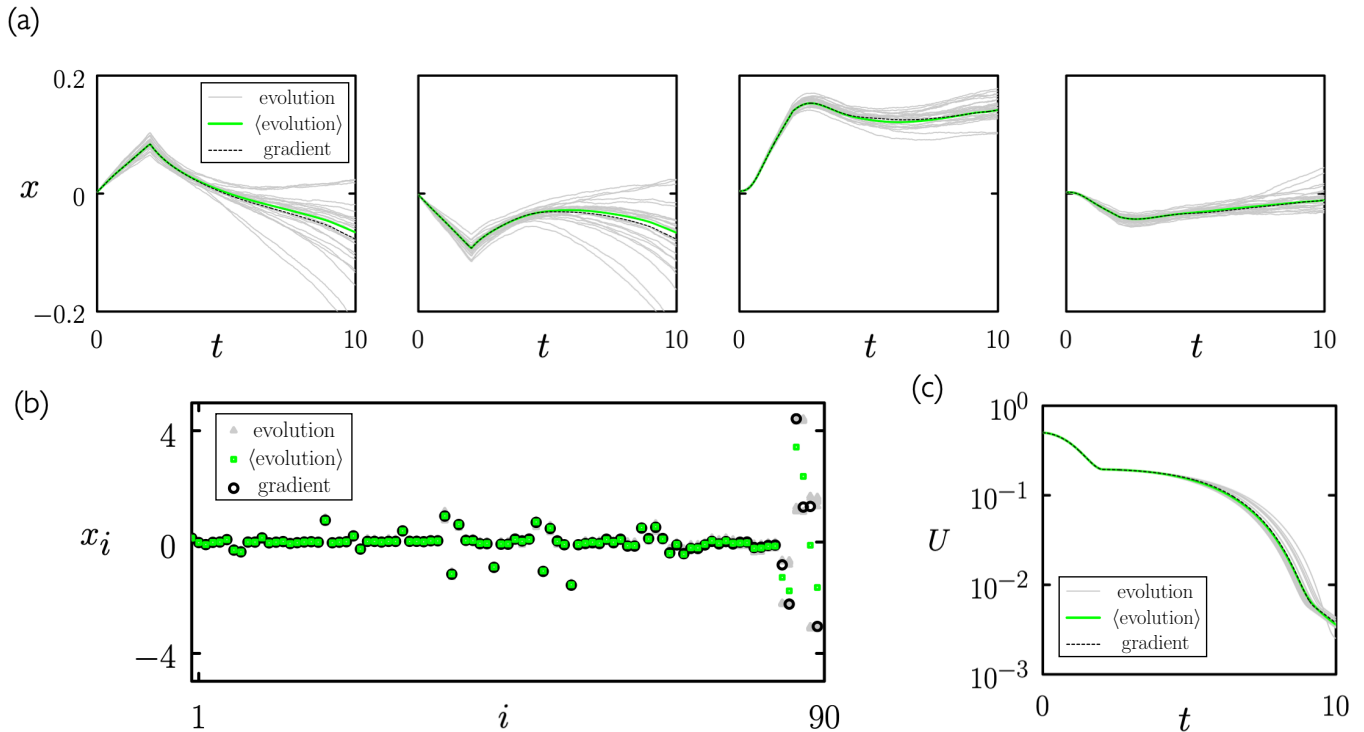 (a)
0.2
0
−0.2
x
evolution
⟨evolution⟩
gradient
0 t 10
0 t 10
0 t 10
0 t 10
(b)
4
0
−4
x_i
evolution
⟨evolution⟩
gradient
1 i 90
(c)
10^0
10^−1
10^−2
10^−3
U
evolution
⟨evolution⟩
gradient
0 t 10